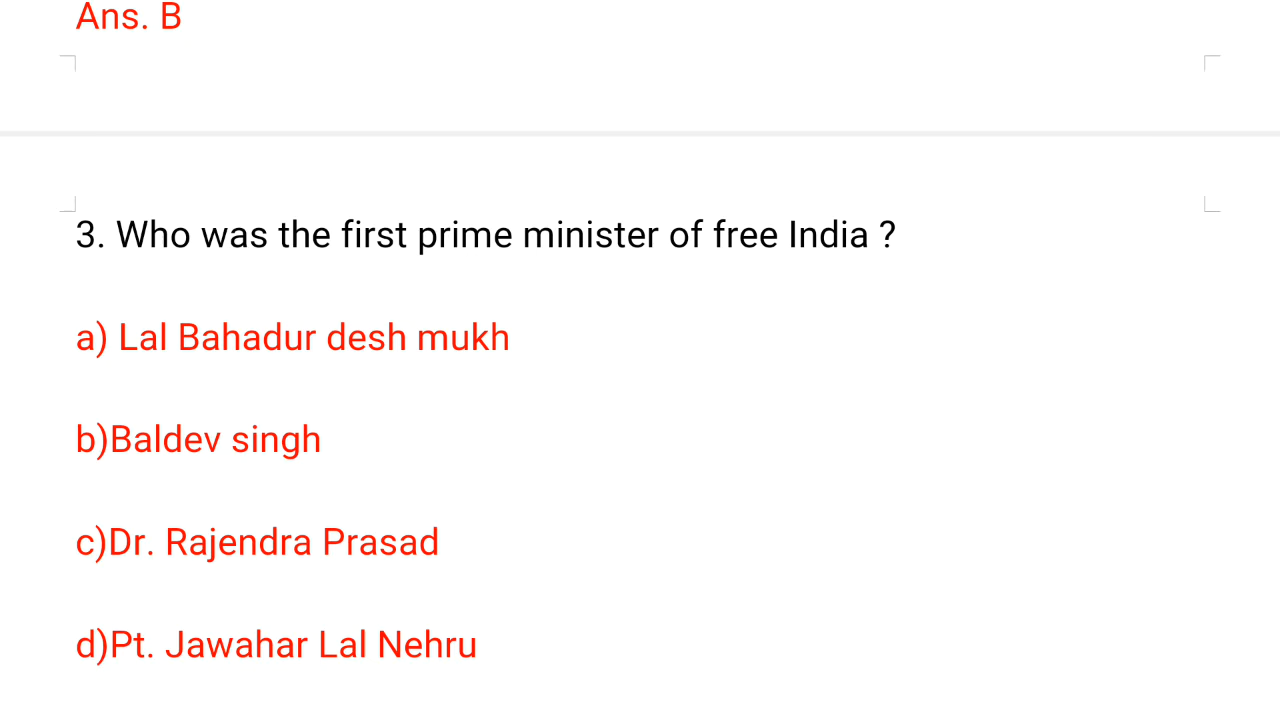 Ans. B
3. Who was the first prime minister of free India ?
a) Lal Bahadur desh mukh
b)Baldev singh
c)Dr. Rajendra Prasad
d)Pt. Jawahar Lal Nehru